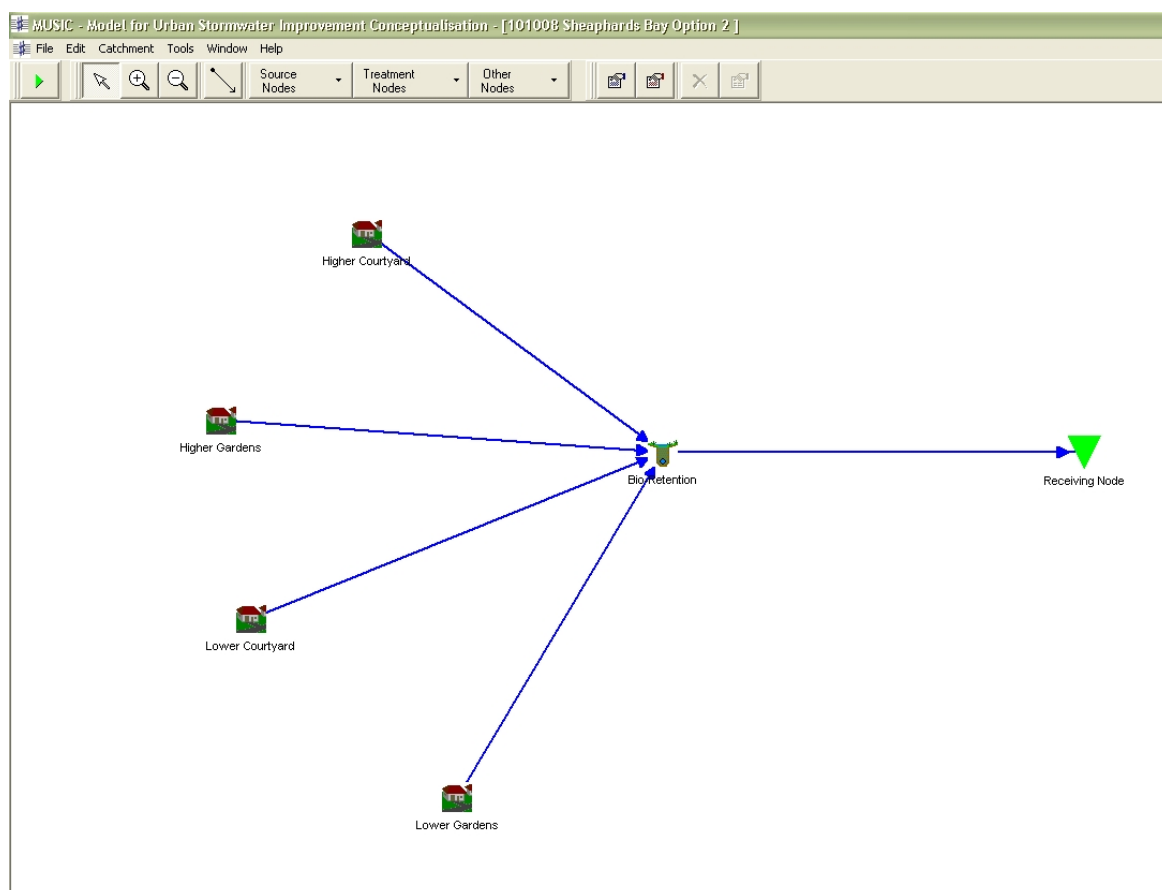 MUSIC - Model for Urban Stormwater Improvement Conceptualisation - [101008 Sheaphards Bay Option 2 ]
File Edit Catchment Tools Window Help
Source
Nodes
Treatment
Nodes
Other
Nodes
Higher Courtyard
Higher Gardens
Bio-Retention
Receiving Node
Lower Courtyard
Lower Gardens